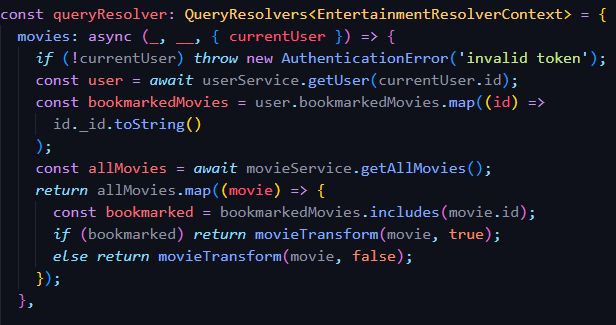 const queryResolver: QueryResolvers<EntertainmentResolverContext> = {
  movies: async (_, __, { currentUser }) => {
    if (!currentUser) throw new AuthenticationError('invalid token');
    const user = await userService.getUser(currentUser.id);
    const bookmarkedMovies = user.bookmarkedMovies.map((id) =>
      id._id.toString()
    );
    const allMovies = await movieService.getAllMovies();
    return allMovies.map((movie) => {
      const bookmarked = bookmarkedMovies.includes(movie.id);
      if (bookmarked) return movieTransform(movie, true);
      else return movieTransform(movie, false);
    });
  },